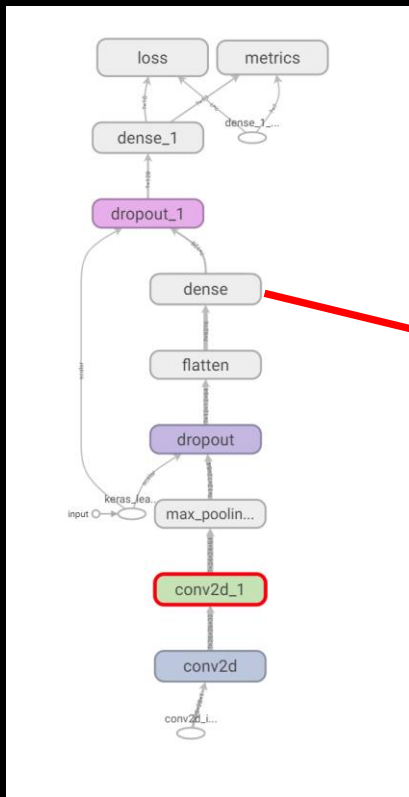 loss
metrics
dense_1_...
dense_1
dropout_1
dense
flatten
dropout
keras_lea...
input
max_poolin...
conv2d_1
conv2d
conv2d_i...